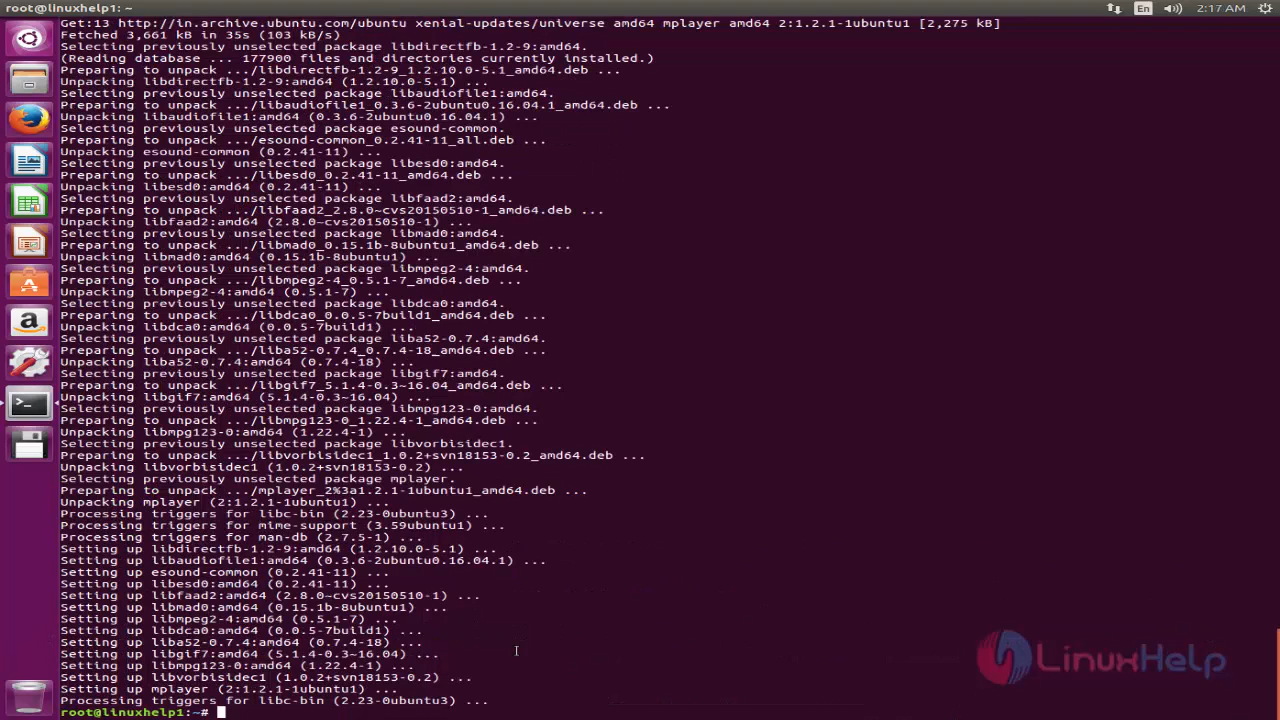 root@linuxhelp1: ~
En
2:17 AM
Get:13 http://in.archive.ubuntu.com/ubuntu xenial-updates/universe amd64 mplayer amd64 2:1.2.1-1ubuntu1 [2,275 kB]
Fetched 3,661 kB in 35s (103 kB/s)
Selecting previously unselected package libdirectfb-1.2-9:amd64.
(Reading database ... 177900 files and directories currently installed.)
Preparing to unpack .../libdirectfb-1.2-9_1.2.10.0-5.1_amd64.deb ...
Unpacking libdirectfb-1.2-9:amd64 (1.2.10.0-5.1) ...
Selecting previously unselected package libaudiofile1:amd64.
Preparing to unpack .../libaudiofile1_0.3.6-2ubuntu0.16.04.1_amd64.deb ...
Unpacking libaudiofile1:amd64 (0.3.6-2ubuntu0.16.04.1) ...
Selecting previously unselected package esound-common.
Preparing to unpack .../esound-common_0.2.41-11_all.deb ...
Unpacking esound-common (0.2.41-11) ...
Selecting previously unselected package libesd0:amd64.
Preparing to unpack .../libesd0_0.2.41-11_amd64.deb ...
Unpacking libesd0:amd64 (0.2.41-11) ...
Selecting previously unselected package libfaad2:amd64.
Preparing to unpack .../libfaad2_2.8.0~cvs20150510-1_amd64.deb ...
Unpacking libfaad2:amd64 (2.8.0~cvs20150510-1) ...
Selecting previously unselected package libmad0:amd64.
Preparing to unpack .../libmad0_0.15.1b-8ubuntu1_amd64.deb ...
Unpacking libmad0:amd64 (0.15.1b-8ubuntu1) ...
Selecting previously unselected package libmpeg2-4:amd64.
Preparing to unpack .../libmpeg2-4_0.5.1-7_amd64.deb ...
Unpacking libmpeg2-4:amd64 (0.5.1-7) ...
Selecting previously unselected package libdca0:amd64.
Preparing to unpack .../libdca0_0.0.5-7build1_amd64.deb ...
Unpacking libdca0:amd64 (0.0.5-7build1) ...
Selecting previously unselected package liba52-0.7.4:amd64.
Preparing to unpack .../liba52-0.7.4_0.7.4-18_amd64.deb ...
Unpacking liba52-0.7.4:amd64 (0.7.4-18) ...
Selecting previously unselected package libgif7:amd64.
Preparing to unpack .../libgif7_5.1.4-0.3~16.04_amd64.deb ...
Unpacking libgif7:amd64 (5.1.4-0.3~16.04) ...
Selecting previously unselected package libmpg123-0:amd64.
Preparing to unpack .../libmpg123-0_1.22.4-1_amd64.deb ...
Unpacking libmpg123-0:amd64 (1.22.4-1) ...
Selecting previously unselected package libvorbisidec1.
Preparing to unpack .../libvorbisidec1_1.0.2+svn18153-0.2_amd64.deb ...
Unpacking libvorbisidec1 (1.0.2+svn18153-0.2) ...
Selecting previously unselected package mplayer.
Preparing to unpack .../mplayer_2%3a1.2.1-1ubuntu1_amd64.deb ...
Unpacking mplayer (2:1.2.1-1ubuntu1) ...
Processing triggers for libc-bin (2.23-0ubuntu3) ...
Processing triggers for mime-support (3.59ubuntu1) ...
Processing triggers for man-db (2.7.5-1) ...
Setting up libdirectfb-1.2-9:amd64 (1.2.10.0-5.1) ...
Setting up libaudiofile1:amd64 (0.3.6-2ubuntu0.16.04.1) ...
Setting up esound-common (0.2.41-11) ...
Setting up libesd0:amd64 (0.2.41-11) ...
Setting up libfaad2:amd64 (2.8.0~cvs20150510-1) ...
Setting up libmad0:amd64 (0.15.1b-8ubuntu1) ...
Setting up libmpeg2-4:amd64 (0.5.1-7) ...
Setting up libdca0:amd64 (0.0.5-7build1) ...
Setting up liba52-0.7.4:amd64 (0.7.4-18) ...
Setting up libgif7:amd64 (5.1.4-0.3~16.04) ...
Setting up libmpg123-0:amd64 (1.22.4-1) ...
Setting up libvorbisidec1 (1.0.2+svn18153-0.2) ...
Setting up mplayer (2:1.2.1-1ubuntu1) ...
Processing triggers for libc-bin (2.23-0ubuntu3) ...
root@linuxhelp1:~#
LinuxHelp